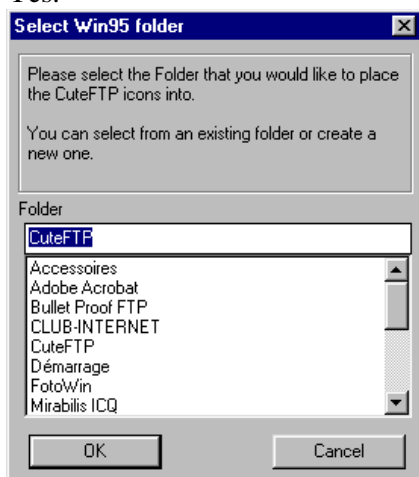 Yes.
Select Win95 folder
Please select the Folder that you would like to place
the CuteFTP icons into.
You can select from an existing folder or create a
new one.
Folder
CuteFTP
Accessoires
Adobe Acrobat
Bullet Proof FTP
CLUB-INTERNET
CuteFTP
Démarrage
FotoWin
Mirabilis ICQ
OK
Cancel